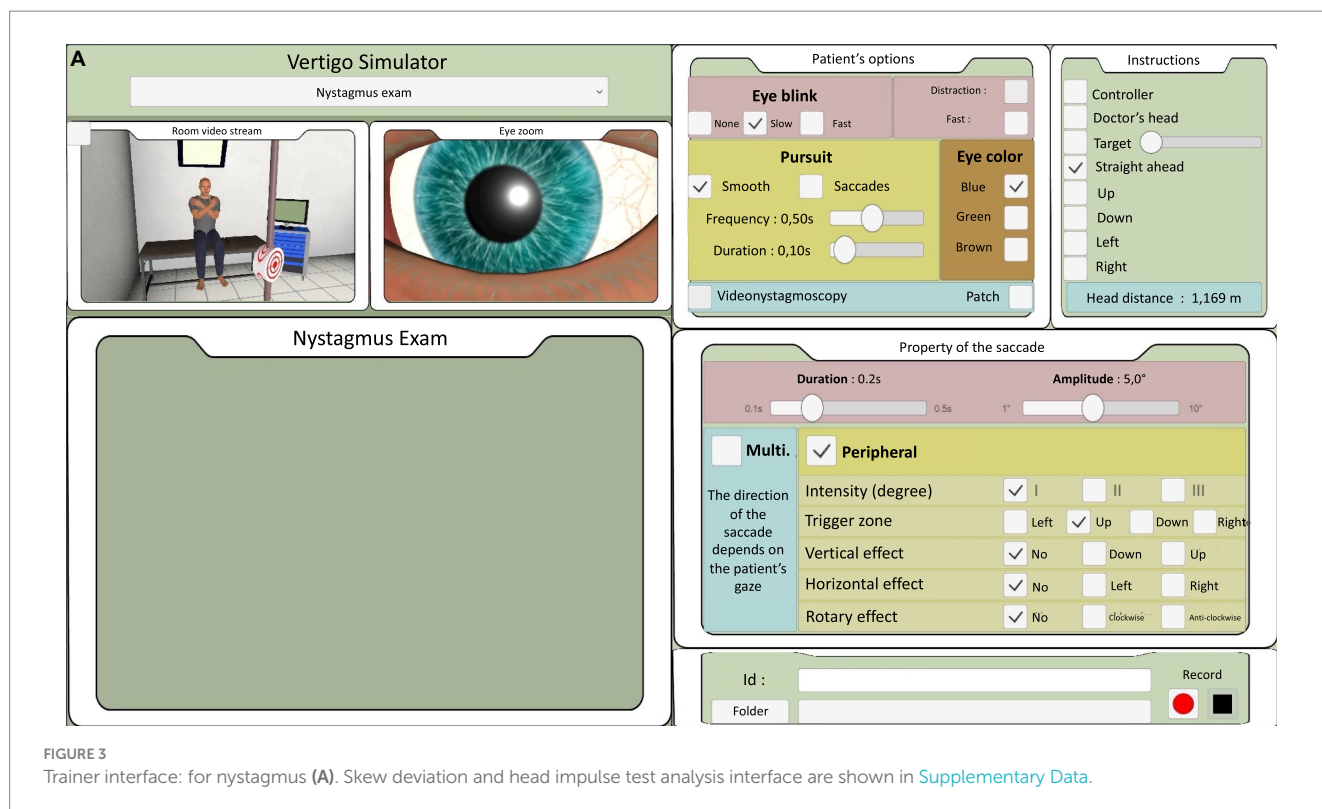 A
Vertigo Simulator
Nystagmus exam
Room video stream
Eye zoom
Nystagmus Exam
Patient's options
Eye blink
None Slow Fast
Distraction :
Fast :
Pursuit
Smooth Saccades
Frequency : 0,50s
Duration : 0,10s
Eye color
Blue
Green
Brown
Videonystagmoscopy Patch
Instructions
Controller
Doctor's head
Target
Straight ahead
Up
Down
Left
Right
Head distance : 1,169 m
Property of the saccade
Duration : 0.2s
0.1s 0.5s
Amplitude : 5,0°
1° 10°
Multi.
The direction
of the
saccade
depends on
the patient's
gaze
Peripheral
Intensity (degree) I II III
Trigger zone Left Up Down Right
Vertical effect No Down Up
Horizontal effect No Left Right
Rotary effect No Clockwise Anti-clockwise
Id :
Folder
Record
FIGURE 3
Trainer interface: for nystagmus (A). Skew deviation and head impulse test analysis interface are shown in Supplementary Data.